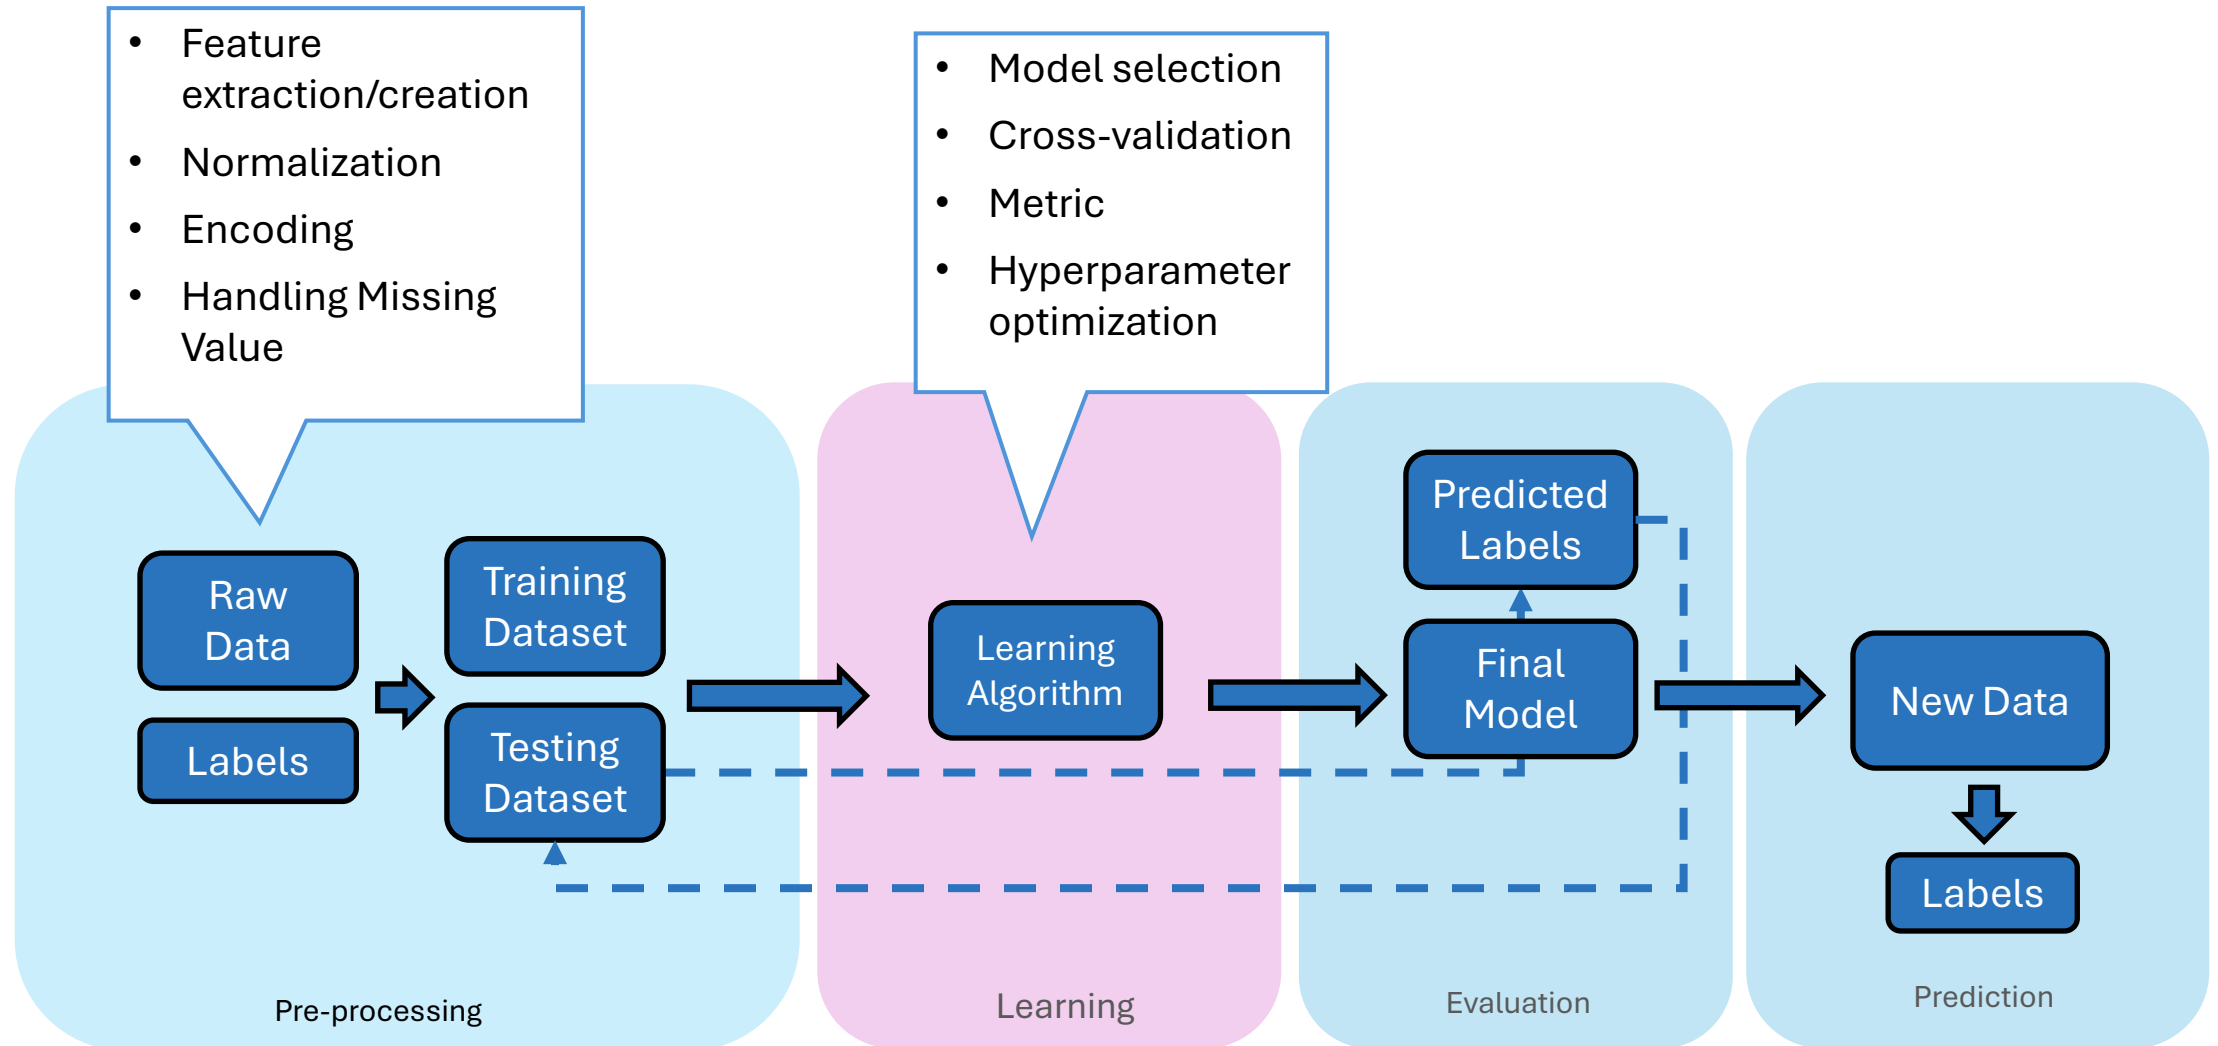 • Feature
extraction/creation
• Normalization
• Encoding
• Handling Missing
Value
• Model selection
• Cross-validation
• Metric
• Hyperparameter
optimization
Raw
Data
Labels
Training
Dataset
Testing
Dataset
Learning
Algorithm
Predicted
Labels
Final
Model
New Data
Labels
Pre-processing
Learning
Evaluation
Prediction